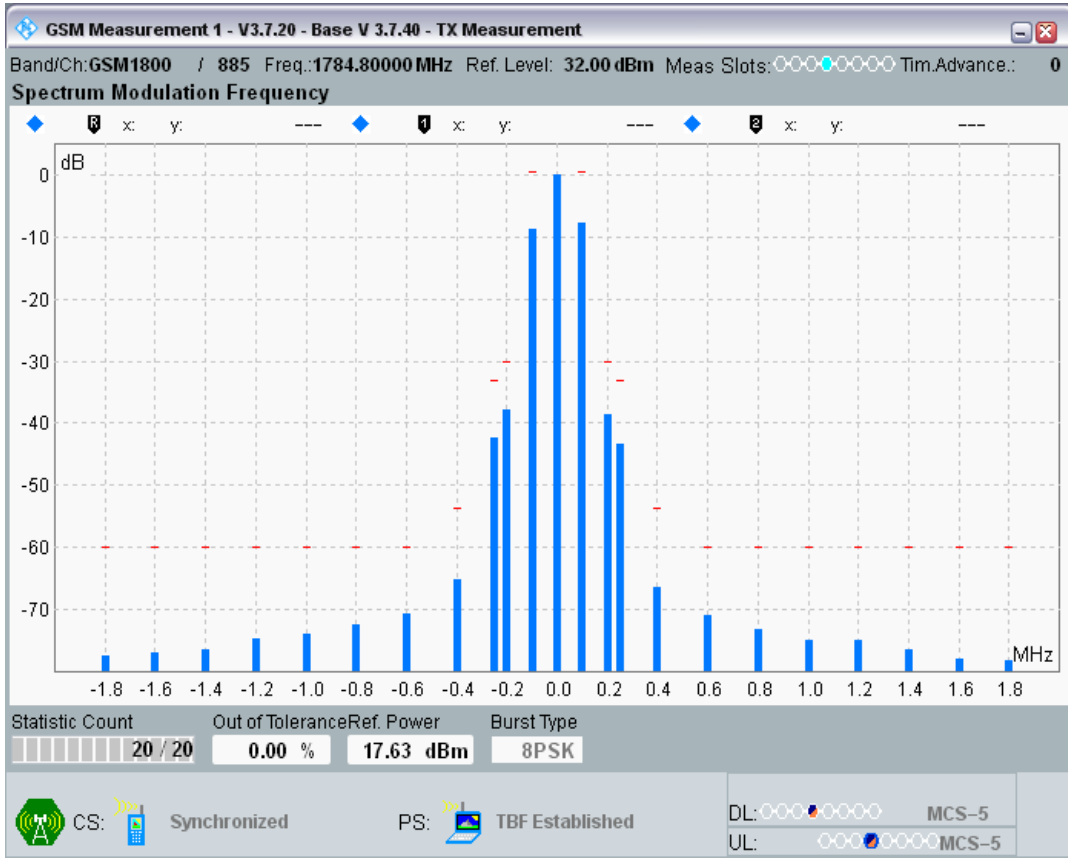 GSM Measurement 1 - V3.7.20 - Base V 3.7.40 - TX Measurement
Band/Ch:GSM1800 / 885 Freq.:1784.80000 MHz Ref. Level: 32.00 dBm Meas Slots: Tim.Advance.: 0
Spectrum Modulation Frequency
R x: y: --- 1 x: y: --- 2 x: y: ---
dB
0
-10
-20
-30
-40
-50
-60
-70
MHz
-1.8 -1.6 -1.4 -1.2 -1.0 -0.8 -0.6 -0.4 -0.2 0.0 0.2 0.4 0.6 0.8 1.0 1.2 1.4 1.6 1.8
Statistic Count Out of Tolerance Ref. Power Burst Type
20 / 20 0.00 % 17.63 dBm 8PSK
CS: Synchronized PS: TBF Established
DL: MCS-5
UL: MCS-5